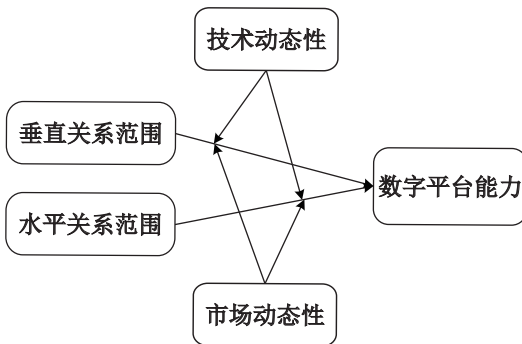 技术动态性
垂直关系范围
数字平台能力
水平关系范围
市场动态性